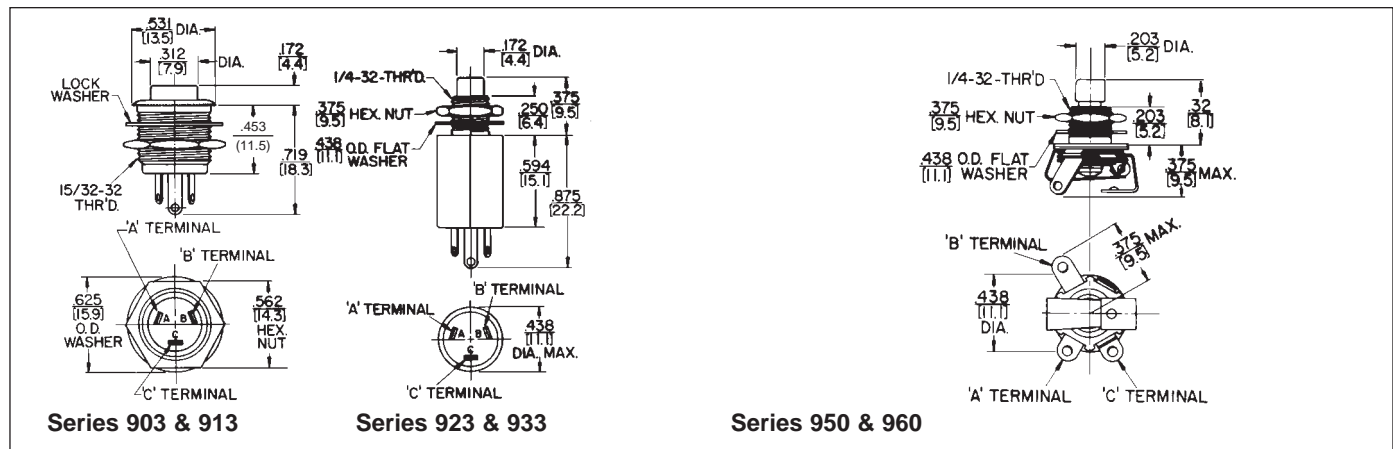 .531
[13.5] DIA.
.312
[7.9] DIA.
.172
[4.4]
LOCK
WASHER
.453
(11.5)
.719
[18.3]
15/32-32
THR'D.
'A' TERMINAL
'B' TERMINAL
.625
[15.9]
O.D.
WASHER
A B
C
.562
[14.3]
HEX.
NUT
'C' TERMINAL
Series 903 & 913
.172
[4.4] DIA.
1/4-32-THR'D.
.375
[9.5] HEX. NUT
.250
[6.4]
.375
[9.5]
.438
[11.1] O.D. FLAT
WASHER
.594
[15.1]
.875
[22.2]
'B' TERMINAL
'A' TERMINAL
A B
C
.438
[11.1]
DIA. MAX.
'C' TERMINAL
Series 923 & 933
.203
[5.2] DIA.
1/4-32-THR'D
.375
[9.5] HEX. NUT
.203
[5.2]
.32
[8.1]
.438
[11.1] O.D. FLAT
WASHER
.375
[9.5] MAX.
'B' TERMINAL
.375
[9.5] MAX.
.438
[11.1]
DIA.
'A' TERMINAL
'C' TERMINAL
Series 950 & 960